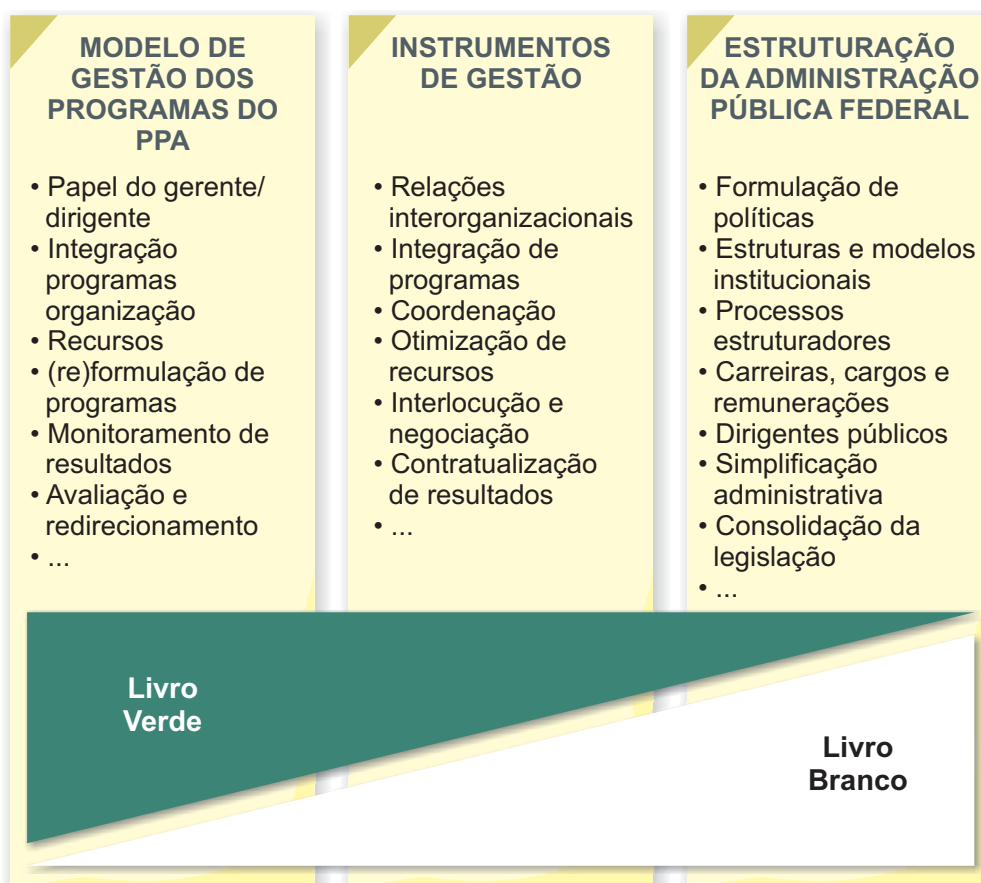 MODELO DE
GESTÃO DOS
PROGRAMAS DO
PPA
• Papel do gerente/
dirigente
• Integração
programas
organização
• Recursos
• (re)formulação de
programas
• Monitoramento de
resultados
• Avaliação e
redirecionamento
• ...
INSTRUMENTOS
DE GESTÃO
• Relações
interorganizacionais
• Integração de
programas
• Coordenação
• Otimização de
recursos
• Interlocução e
negociação
• Contratualização
de resultados
• ...
ESTRUTURAÇÃO
DA ADMINISTRAÇÃO
PÚBLICA FEDERAL
• Formulação de
políticas
• Estruturas e modelos
institucionais
• Processos
estruturadores
• Carreiras, cargos e
remunerações
• Dirigentes públicos
• Simplificação
administrativa
• Consolidação da
legislação
• ...
Livro
Verde
Livro
Branco